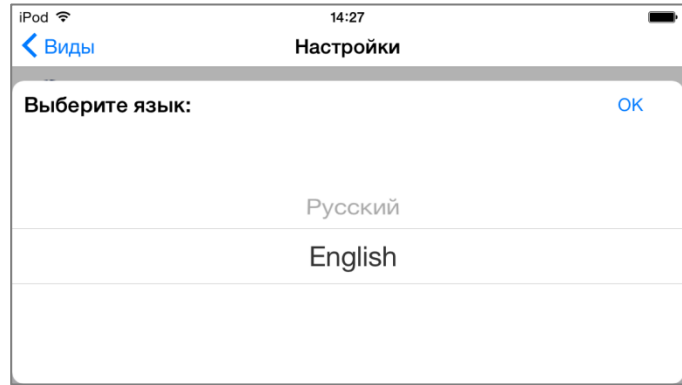 iPod 14:27
Виды Настройки
Выберите язык: OK
Русский
English